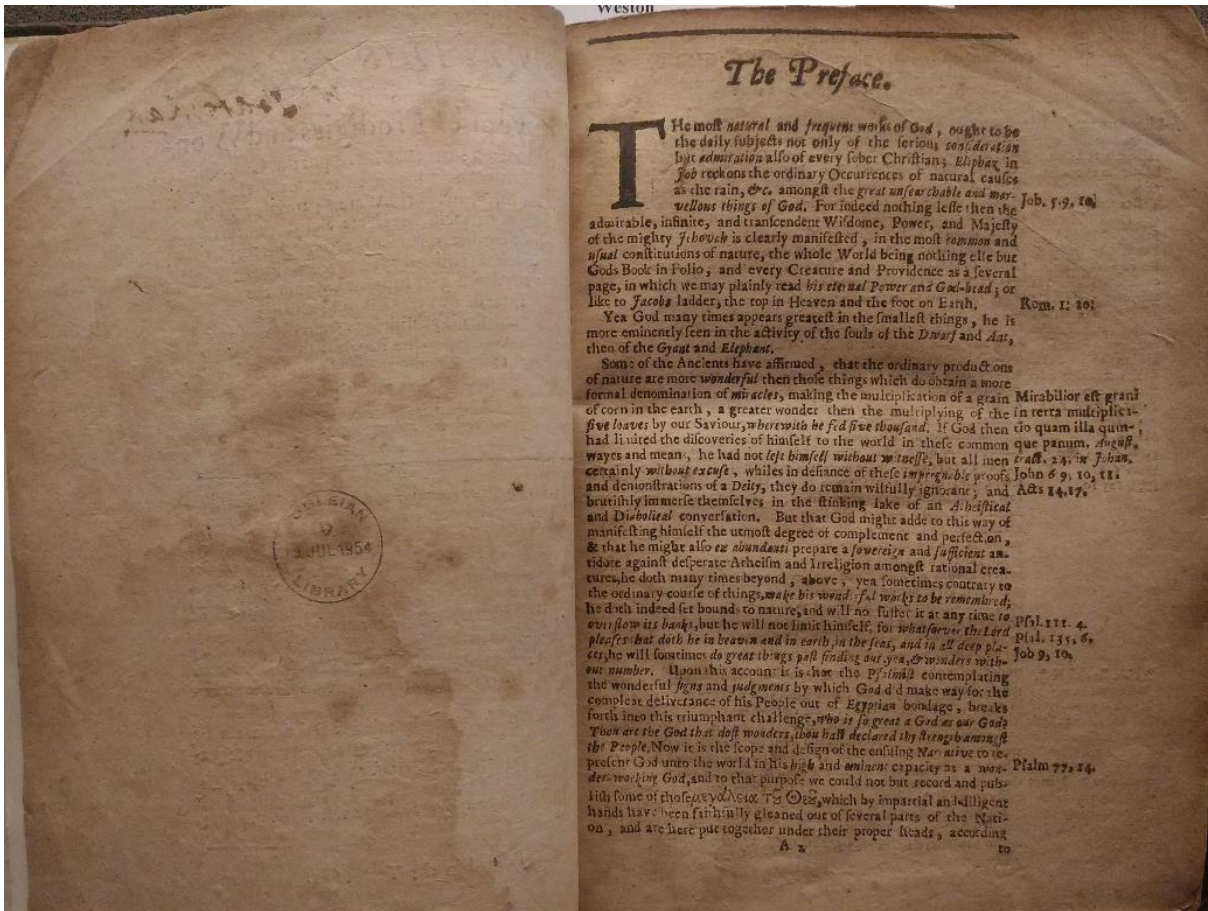 Weston
BODLEIAN
19 JUL 1954
LIBRARY
The Preface.
THe moſt natural and frequent works of God, ought to be
the daily ſubjects not only of the ſerious conſideration
but admiration alſo of every ſober Chriſtian; Eliphaz in
Job reckons the ordinary Occurrences of natural cauſes
as the rain, &c. amongſt the great unſearchable and mar-
vellous things of God. For indeed nothing leſſe then the
admirable, infinite, and tranſcendent Wiſdome, Power, and Majeſty
of the mighty Jehovah is clearly manifeſted, in the moſt common and
uſual conſtitutions of nature, the whole World being nothing elſe but
Gods Book in Folio, and every Creature and Providence as a ſeveral
page, in which we may plainly read his eternal Power and God-head; or
like to Jacobs ladder, the top in Heaven and the foot on Earth.
Yea God many times appears greateſt in the ſmalleſt things, he is
more eminently ſeen in the activity of the ſouls of the Dwarf and Ant,
then of the Gyant and Elephant.
Some of the Ancients have affirmed, that the ordinary productions
of nature are more wonderful then thoſe things which do obtain a more
formal denomination of miracles, making the multiplication of a grain
of corn in the earth, a greater wonder then the multiplying of the
five loaves by our Saviour, wherewith he fed five thouſand. If God then
had limited the diſcoveries of himſelf to the world in theſe common
wayes and means, he had not left himſelf without witneſſe, but all men
certainly without excuſe, whiles in defiance of theſe impregnable proofs
and demonſtrations of a Deity, they do remain wilfully ignorant; and
brutiſhly immerſe themſelves in the ſtinking lake of an Atheiſtical
and Diabolical converſation. But that God might adde to this way of
manifeſting himſelf the utmoſt degree of complement and perfection,
& that he might alſo ex abundanti prepare a ſovereign and ſufficient an-
tidote againſt deſperate Atheiſm and Irreligion amongſt rational crea-
tures, he doth many times beyond, above, yea ſometimes contrary to
the ordinary courſe of things, make his wonderful works to be remembred;
he doth indeed ſet bounds to nature, and will not ſuffer it at any time to
overflow its banks, but he will not limit himſelf, for whatſoever the Lord
pleaſes that doth he in heaven and in earth, in the ſeas, and in all deep pla-
ces, he will ſomtimes do great things paſt finding out, yea, & wonders with-
out number. Upon this account it is that the Pſalmiſt contemplating
the wonderful ſigns and judgments by which God did make way for the
compleat deliverance of his People out of Egyptian bondage, breaks
forth into this triumphant challenge, who is ſo great a God as our God?
Thou art the God that doſt wonders, thou haſt declared thy ſtrength amongſt
the People, Now it is the ſcope and deſign of the enſuing Narrative to re-
preſent God unto the world in his high and eminent capacity as a won-
der-working God, and to that purpoſe we could not but record and pub-
liſh ſome of thoſe μεγάλεια τȣ̃ Θεȣ̃, which by impartial and diligent
hands have been faithfully gleaned out of ſeveral parts of the Nati-
on, and are here put together under their proper heads, according
A 2
to
Job. 5. 9, 10.
Rom. 1: 20:
Mirabilior eſt grani
in terra multiplica-
tio quam illa quin-
que panum. Auguſt.
tract. 24. in Johan.
John 6 9, 10, 11.
Acts 14, 17.
Pſal. 111. 4.
Pſal. 135, 6.
Job 9, 10.
Pſalm 77, 14.